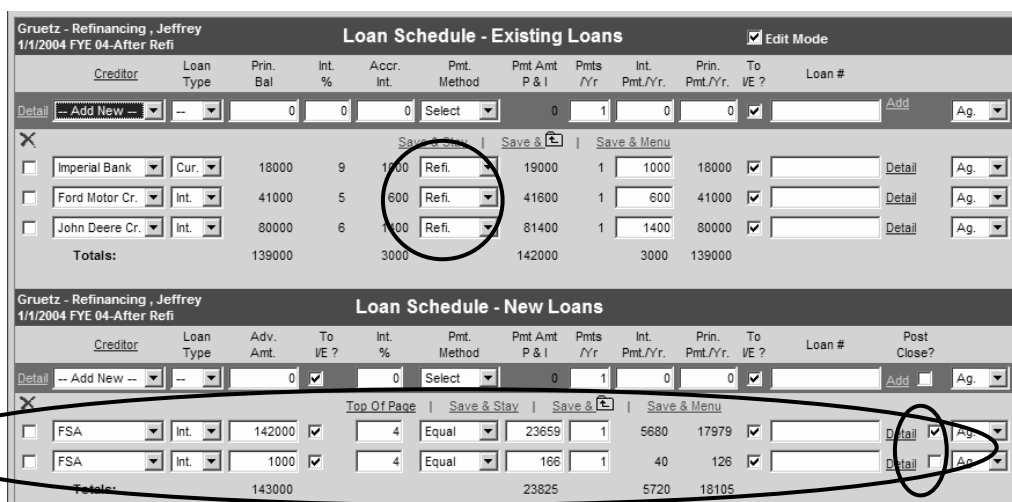 Gruetz - Refinancing , Jeffrey
1/1/2004 FYE 04-After Refi
Loan Schedule - Existing Loans
Edit Mode
Creditor Loan Type Prin. Bal Int. % Accr. Int. Pmt. Method Pmt Amt P & I Pmts /Yr Int. Pmt./Yr. Prin. Pmt./Yr. To I/E ? Loan #
Detail -- Add New -- -- 0 0 0 Select 0 1 0 0 Add Ag.
Save & Stay | Save & | Save & Menu
Imperial Bank Cur. 18000 9 1000 Refi. 19000 1 1000 18000 Detail Ag.
Ford Motor Cr. Int. 41000 5 600 Refi. 41600 1 600 41000 Detail Ag.
John Deere Cr. Int. 80000 6 1400 Refi. 81400 1 1400 80000 Detail Ag.
Totals: 139000 3000 142000 3000 139000
Gruetz - Refinancing , Jeffrey
1/1/2004 FYE 04-After Refi
Loan Schedule - New Loans
Creditor Loan Type Adv. Amt. To I/E ? Int. % Pmt. Method Pmt Amt P & I Pmts /Yr Int. Pmt./Yr. Prin. Pmt./Yr. To I/E ? Loan # Post Close?
Detail -- Add New -- -- 0 0 Select 0 1 0 0 Add Ag.
Top Of Page | Save & Stay | Save & | Save & Menu
FSA Int. 142000 4 Equal 23659 1 5680 17979 Detail Ag.
FSA Int. 1000 4 Equal 166 1 40 126 Detail Ag.
Totals: 143000 23825 5720 18105